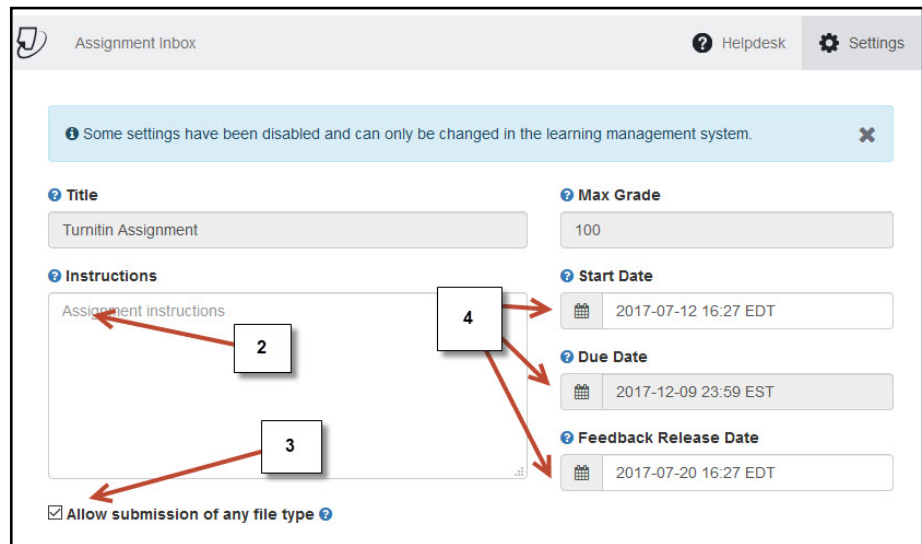 Assignment Inbox
Helpdesk
Settings
Some settings have been disabled and can only be changed in the learning management system.
Title
Turnitin Assignment
Max Grade
100
Instructions
Assignment instructions
2
3
Allow submission of any file type
4
Start Date
2017-07-12 16:27 EDT
Due Date
2017-12-09 23:59 EST
Feedback Release Date
2017-07-20 16:27 EDT